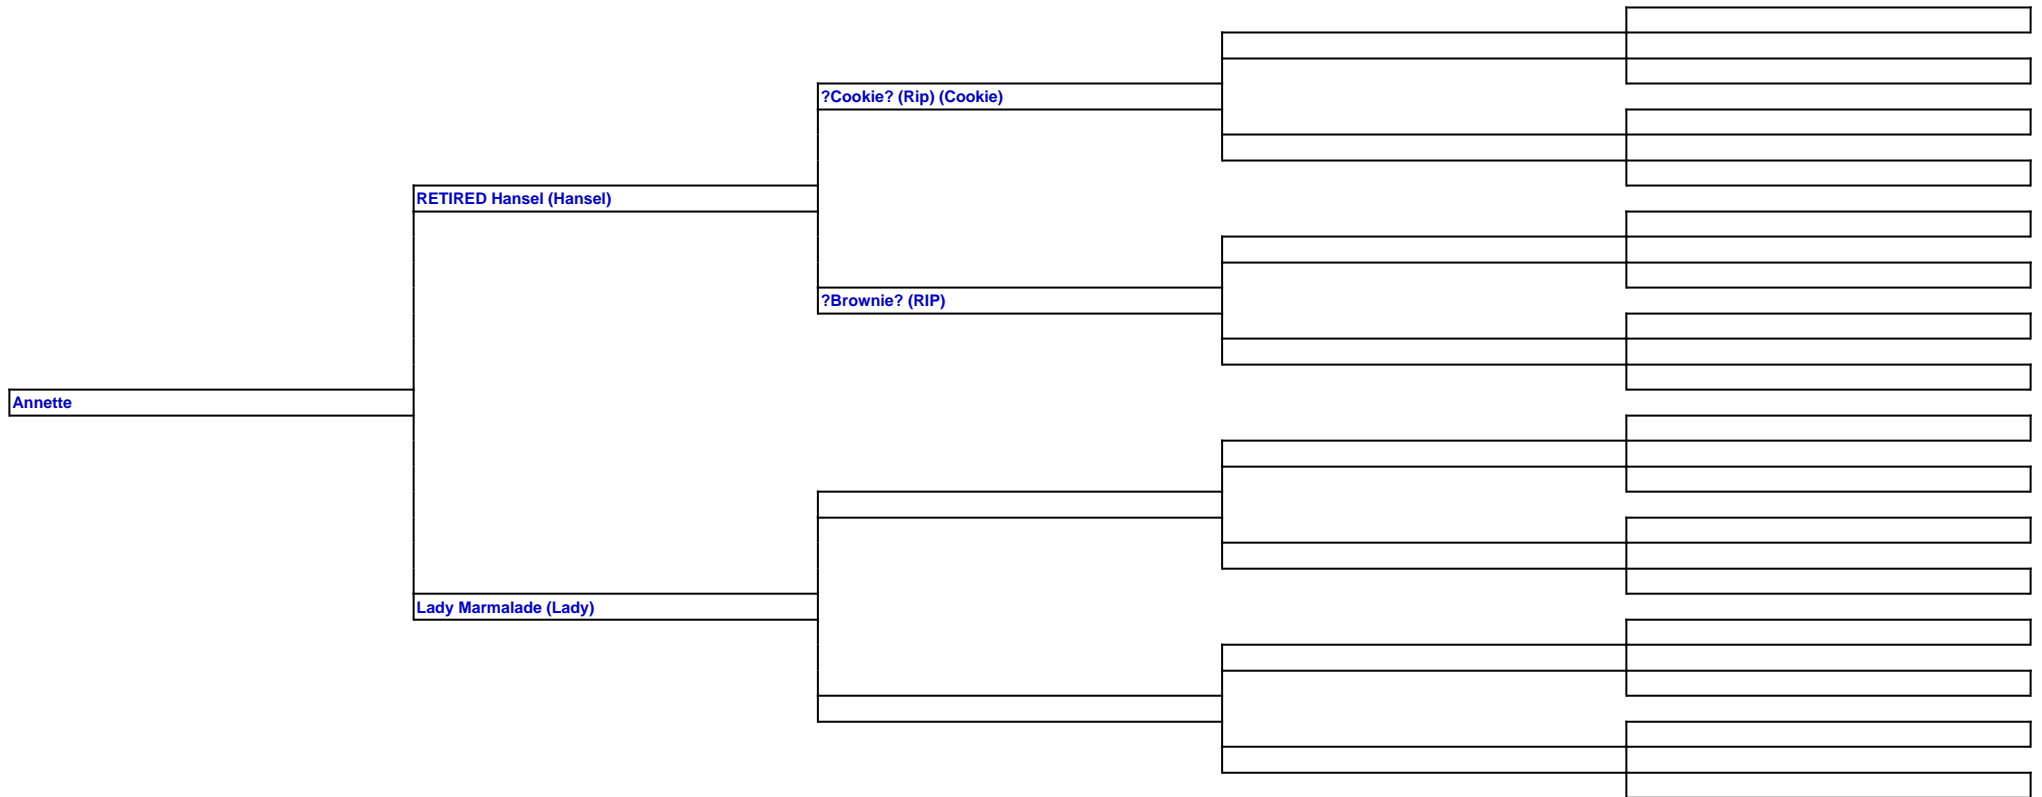 ?Cookie? (Rip) (Cookie)
RETIRED Hansel (Hansel)
?Brownie? (RIP)
Annette
Lady Marmalade (Lady)